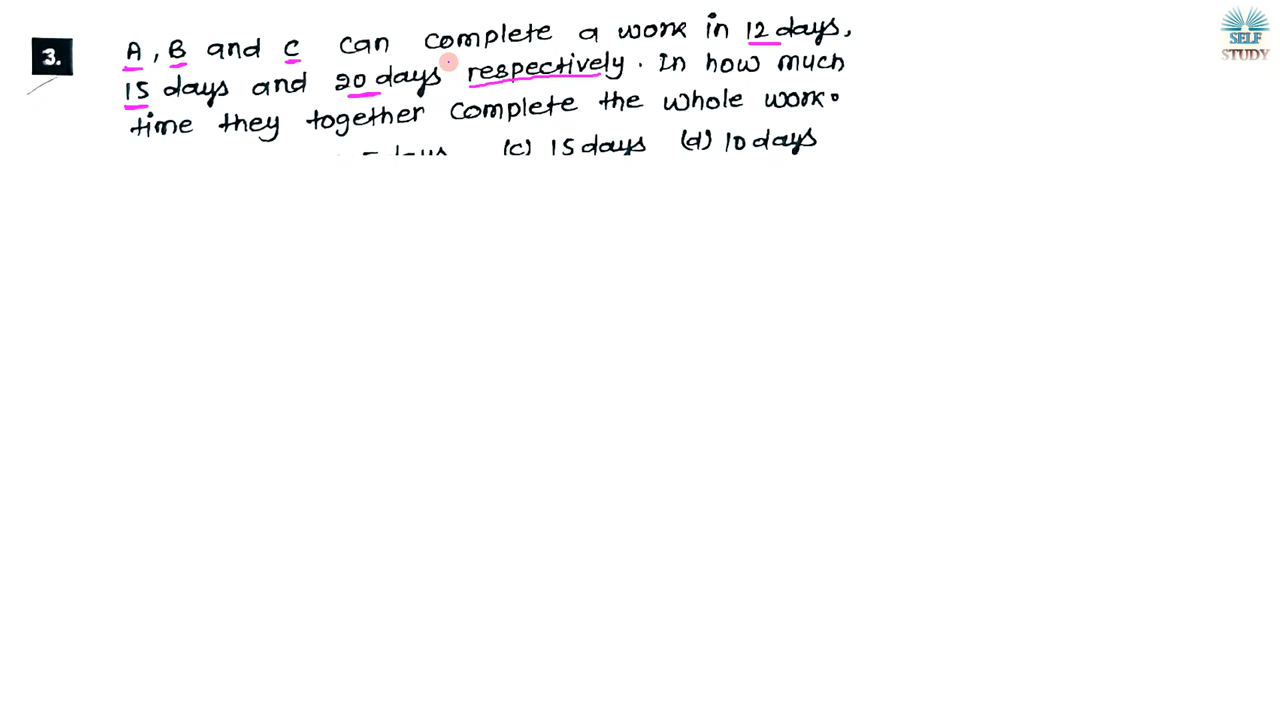 3.
A, B and C can complete a work in 12 days,
15 days and 20 days respectively. In how much
time they together complete the whole work.
(c) 15 days (d) 10 days
SELF
STUDY